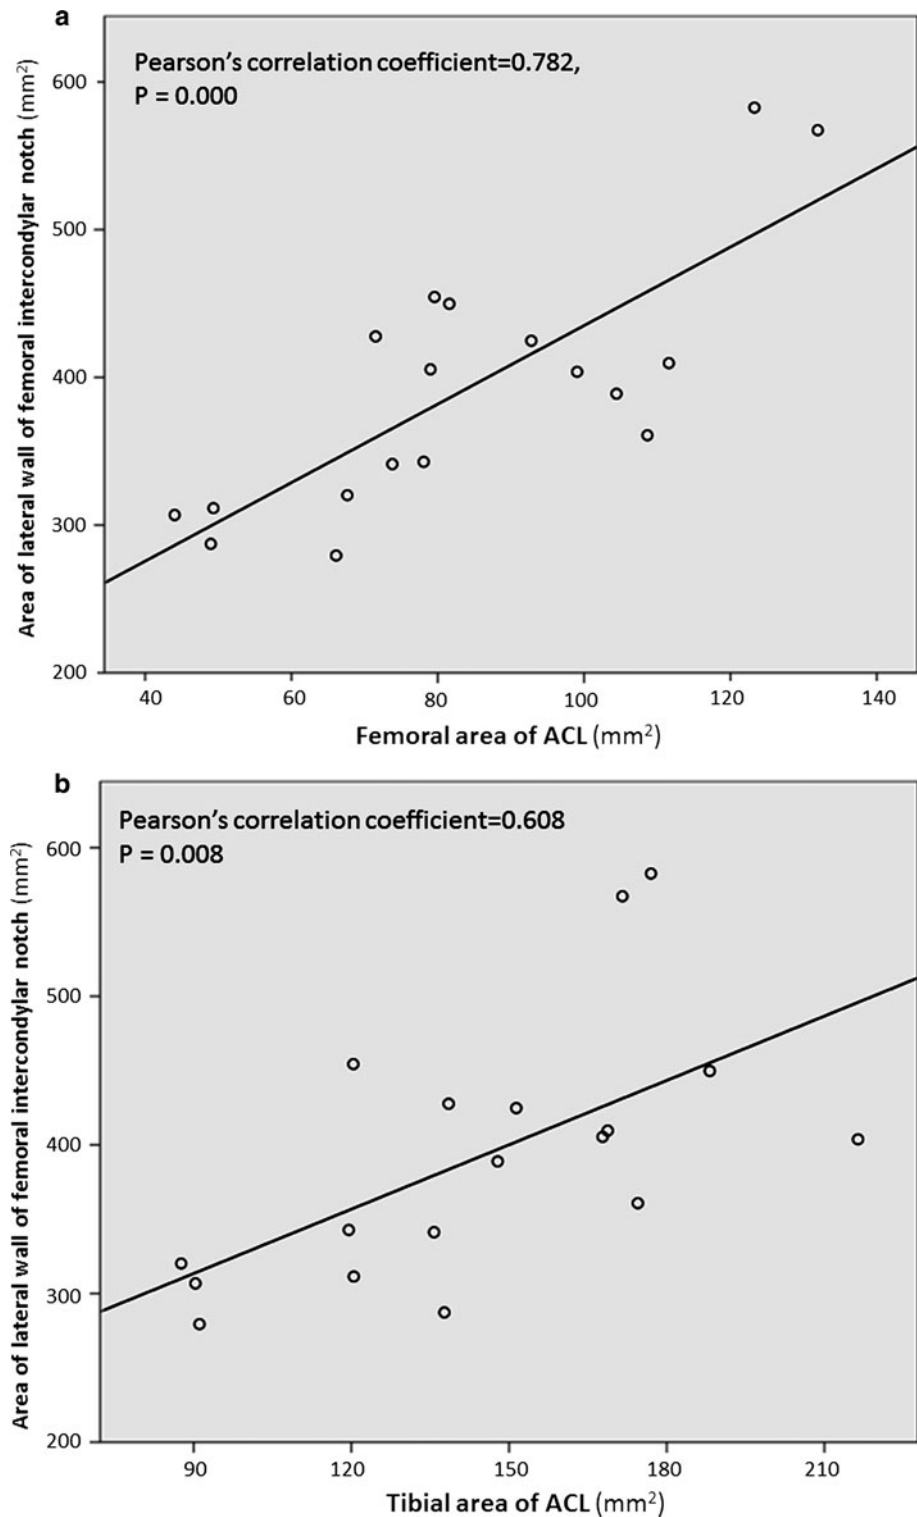 a
Pearson's correlation coefficient=0.782,
P = 0.000
Area of lateral wall of femoral intercondylar notch (mm²)
600
500
400
300
200
40 60 80 100 120 140
Femoral area of ACL (mm²)
b
Pearson's correlation coefficient=0.608
P = 0.008
Area of lateral wall of femoral intercondylar notch (mm²)
600
500
400
300
200
90 120 150 180 210
Tibial area of ACL (mm²)